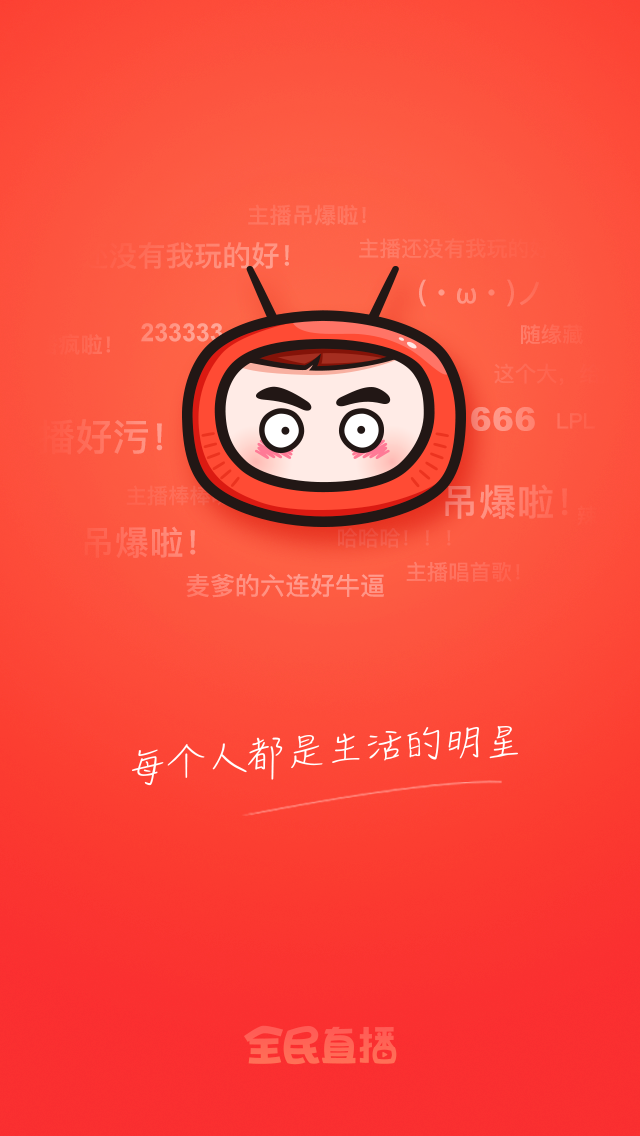 主播吊爆啦！
没有我玩的好！
主播还没有我玩的
(・ω・)ノ
233333
疯啦！
随缘藏
这个大，
666
LPL
播好污！
主播棒棒
吊爆啦！
吊爆啦！
哈哈哈！！！
主播唱首歌！
麦爹的六连好牛逼
每个人都是生活的明星
全民直播